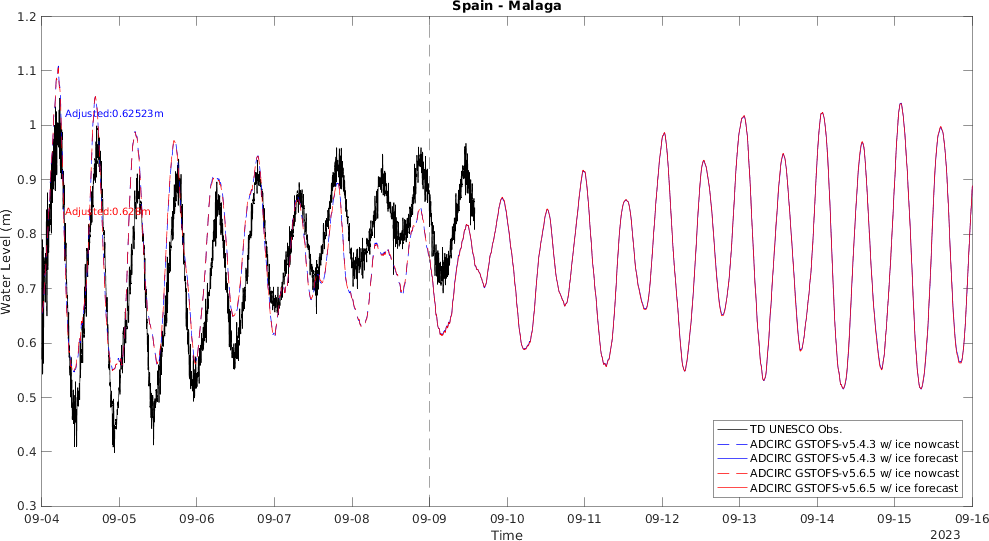 Spain - Malaga
1.2
1.1
1
0.9
0.8
0.7
0.6
0.5
0.4
0.3
Water Level (m)
Adjusted:0.62523m
TD UNESCO Obs.
ADCIRC GSTOFS-v5.4.3 w/ ice nowcast
ADCIRC GSTOFS-v5.4.3 w/ ice forecast
ADCIRC GSTOFS-v5.6.5 w/ ice nowcast
ADCIRC GSTOFS-v5.6.5 w/ ice forecast
09-04 09-05 09-06 09-07 09-08 09-09 09-10 09-11 09-12 09-13 09-14 09-15 09-16
Time
2023